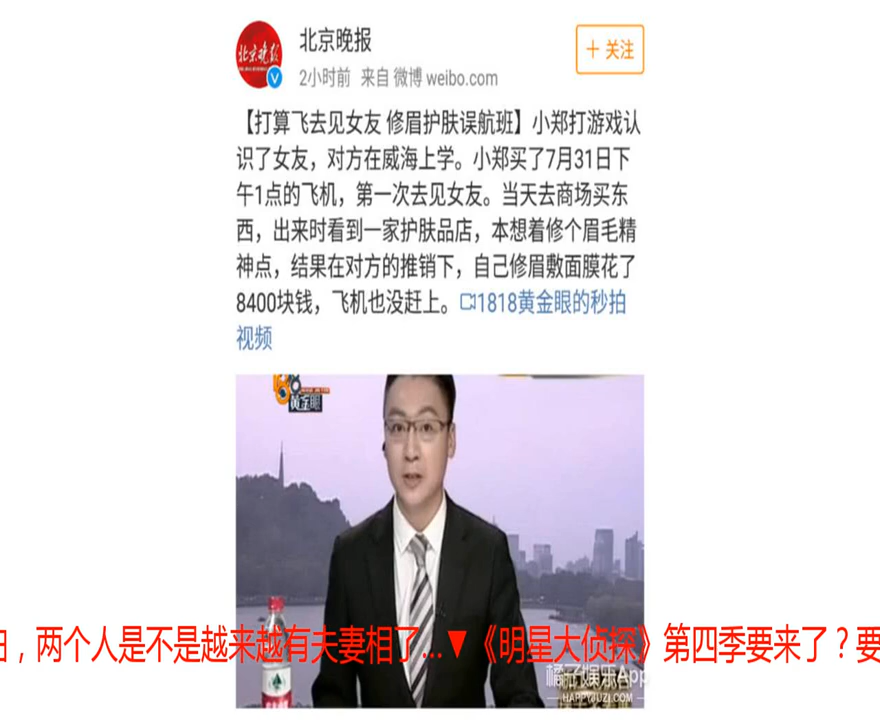 北京晚报
北京晚报
+ 关注
2小时前 来自 微博 weibo.com
【打算飞去见女友 修眉护肤误航班】小郑打游戏认
识了女友，对方在威海上学。小郑买了7月31日下
午1点的飞机，第一次去见女友。当天去商场买东
西，出来时看到一家护肤品店，本想着修个眉毛精
神点，结果在对方的推销下，自己修眉敷面膜花了
8400块钱，飞机也没赶上。1818黄金眼的秒拍
视频
黄金眼
，两个人是不是越来越有夫妻相了...▼《明星大侦探》第四季要来了？要
橘子娱乐App
HAPPYJUZI.COM